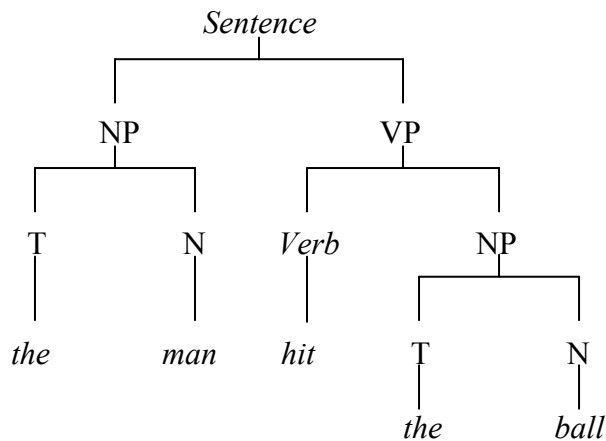 Sentence
NP VP
T N Verb NP
the man hit T N
the ball